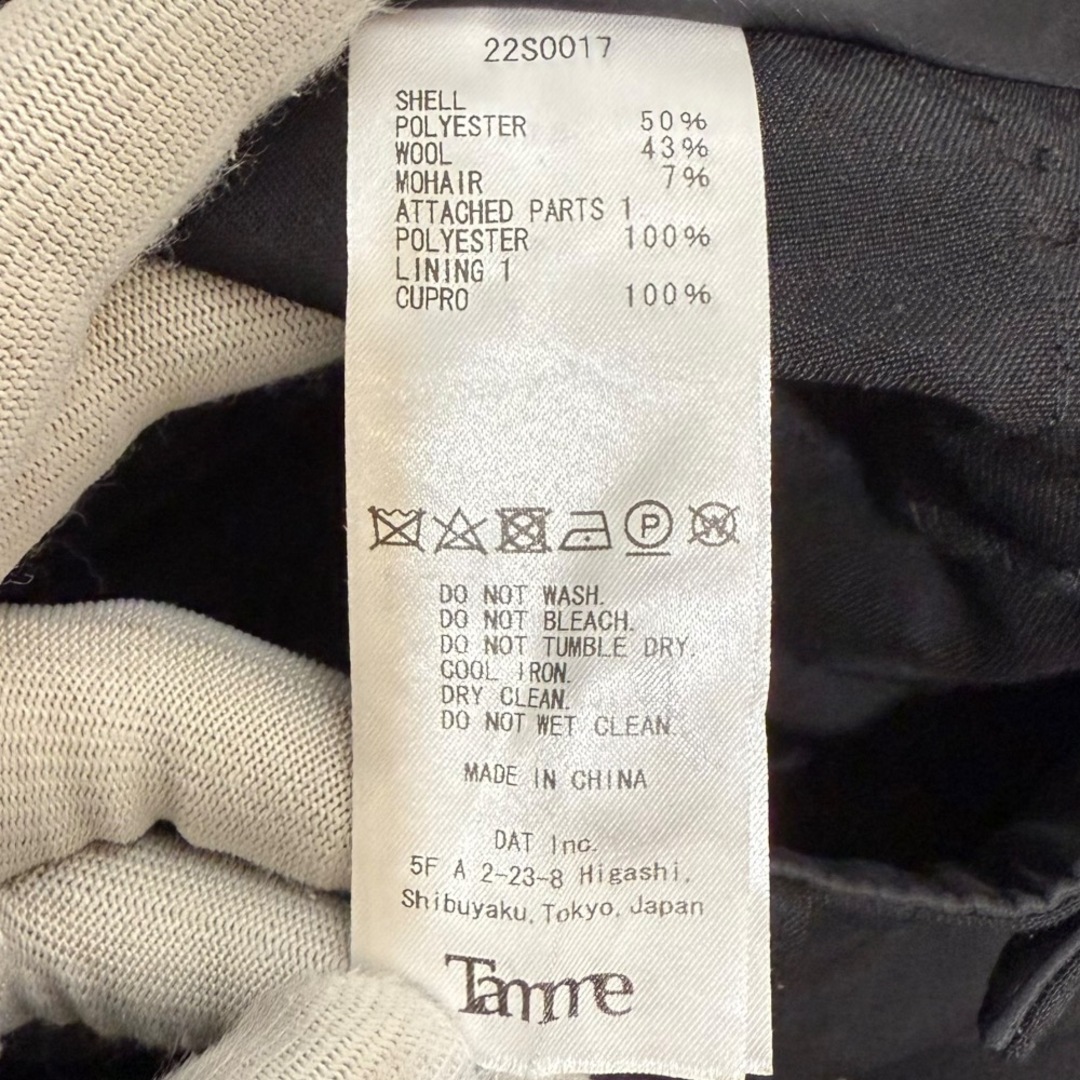 22S0017
SHELL
POLYESTER 50%
WOOL 43%
MOHAIR 7%
ATTACHED PARTS 1
POLYESTER 100%
LINING 1
CUPRO 100%
P W
DO NOT WASH.
DO NOT BLEACH.
DO NOT TUMBLE DRY.
COOL IRON.
DRY CLEAN.
DO NOT WET CLEAN.
MADE IN CHINA
DAT Inc.
5F A 2-23-8 Higashi,
Shibuyaku, Tokyo, Japan
Tamme